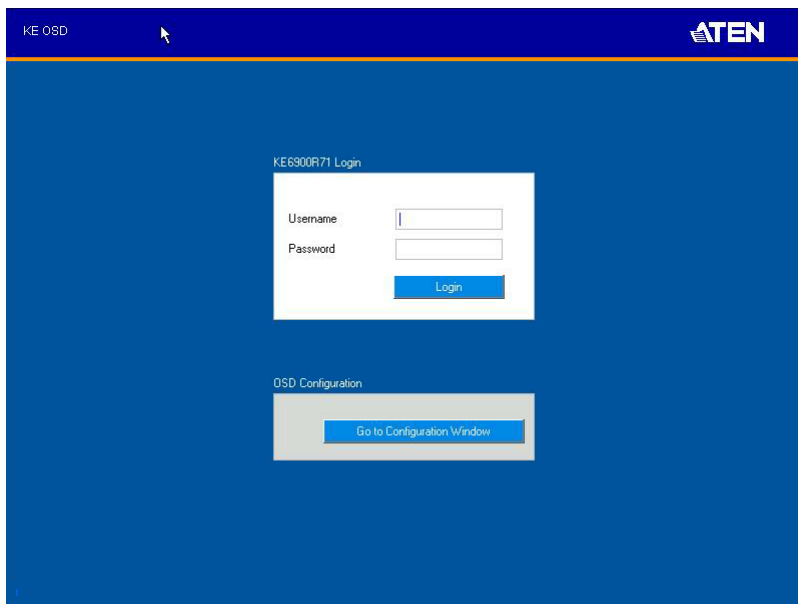 KE OSD
ATEN
KE6900R71 Login
Username
Password
Login
OSD Configuration
Go to Configuration Window